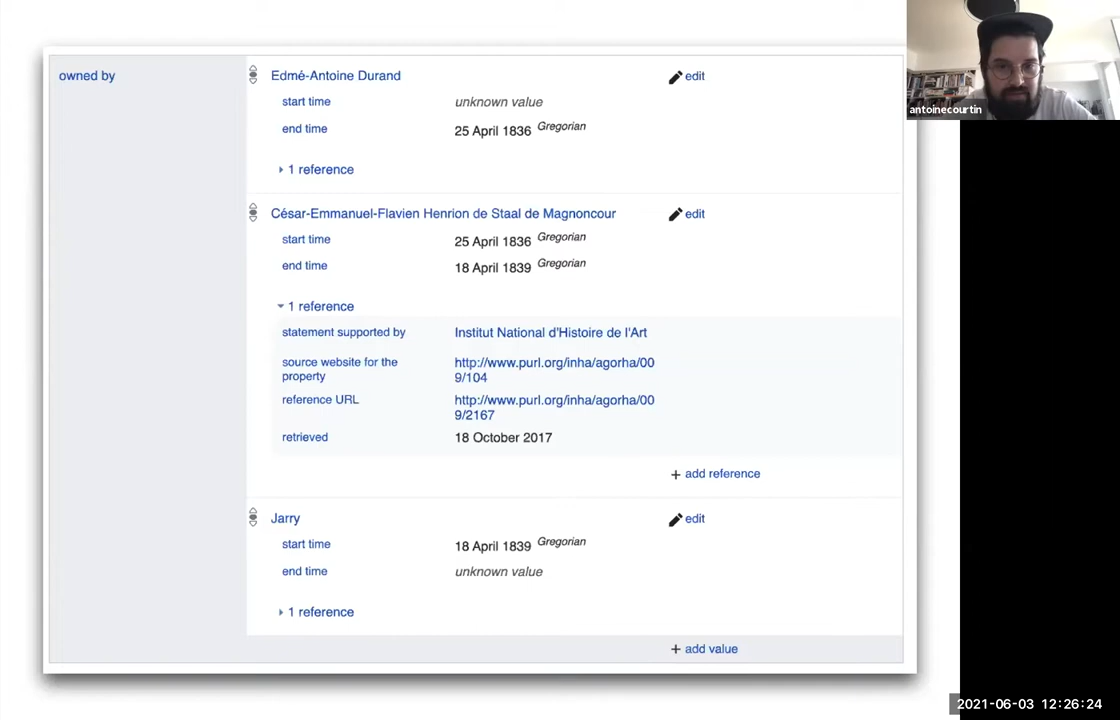 owned by
Edmé-Antoine Durand
edit
start time
unknown value
end time
25 April 1836 Gregorian
1 reference
César-Emmanuel-Flavien Henrion de Staal de Magnoncour
edit
start time
25 April 1836 Gregorian
end time
18 April 1839 Gregorian
1 reference
statement supported by
Institut National d'Histoire de l'Art
source website for the
property
http://www.purl.org/inha/agorha/00
9/104
reference URL
http://www.purl.org/inha/agorha/00
9/2167
retrieved
18 October 2017
+ add reference
Jarry
edit
start time
18 April 1839 Gregorian
end time
unknown value
1 reference
+ add value
antoinecourtin
2021-06-03 12:26:24